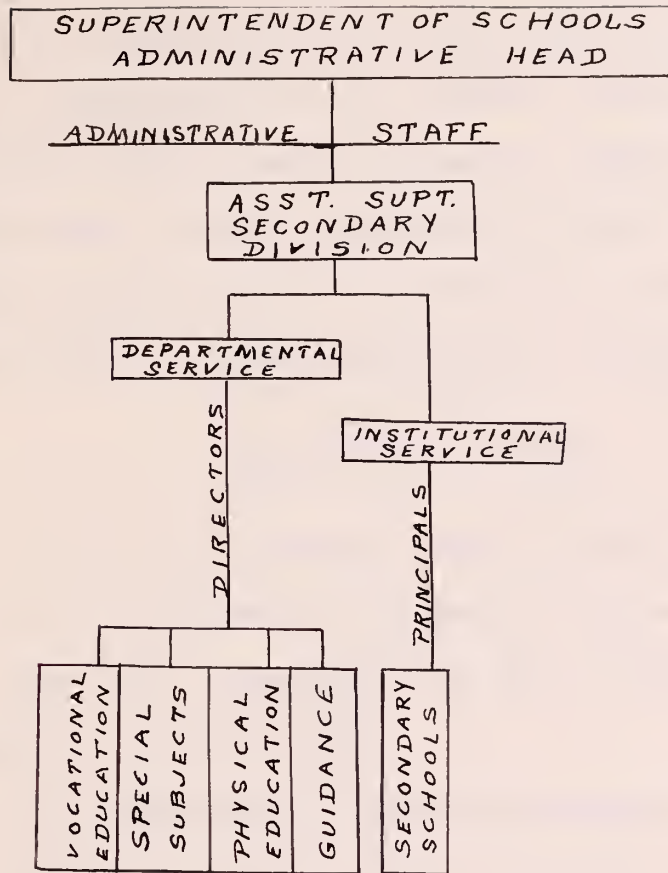 SUPERINTENDENT OF SCHOOLS
ADMINISTRATIVE HEAD
ADMINISTRATIVE STAFF
ASST. SUPT.
SECONDARY
DIVISION
DEPARTMENTAL
SERVICE
INSTITUTIONAL
SERVICE
DIRECTORS
PRINCIPALS
VOCATIONAL
EDUCATION
SPECIAL
SUBJECTS
PHYSICAL
EDUCATION
GUIDANCE
SECONDARY
SCHOOLS